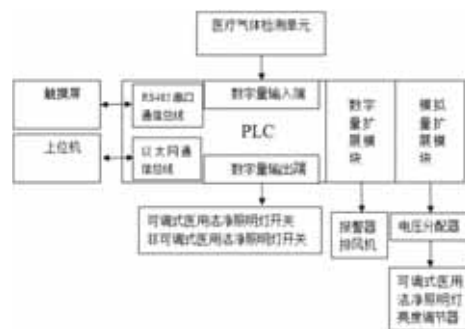 医疗气体检测单元
触摸屏
RS485串口
通信总线
数字量输入端
上位机
PLC
以太网通
信总线
数字量输出端
数字
量扩
展模
块
模拟
量扩
展模
块
可调式医用洁净照明灯开关
非可调式医用洁净照明灯开关
报警器
排风机
电压分配器
可调式医用
洁净照明灯
亮度调节器